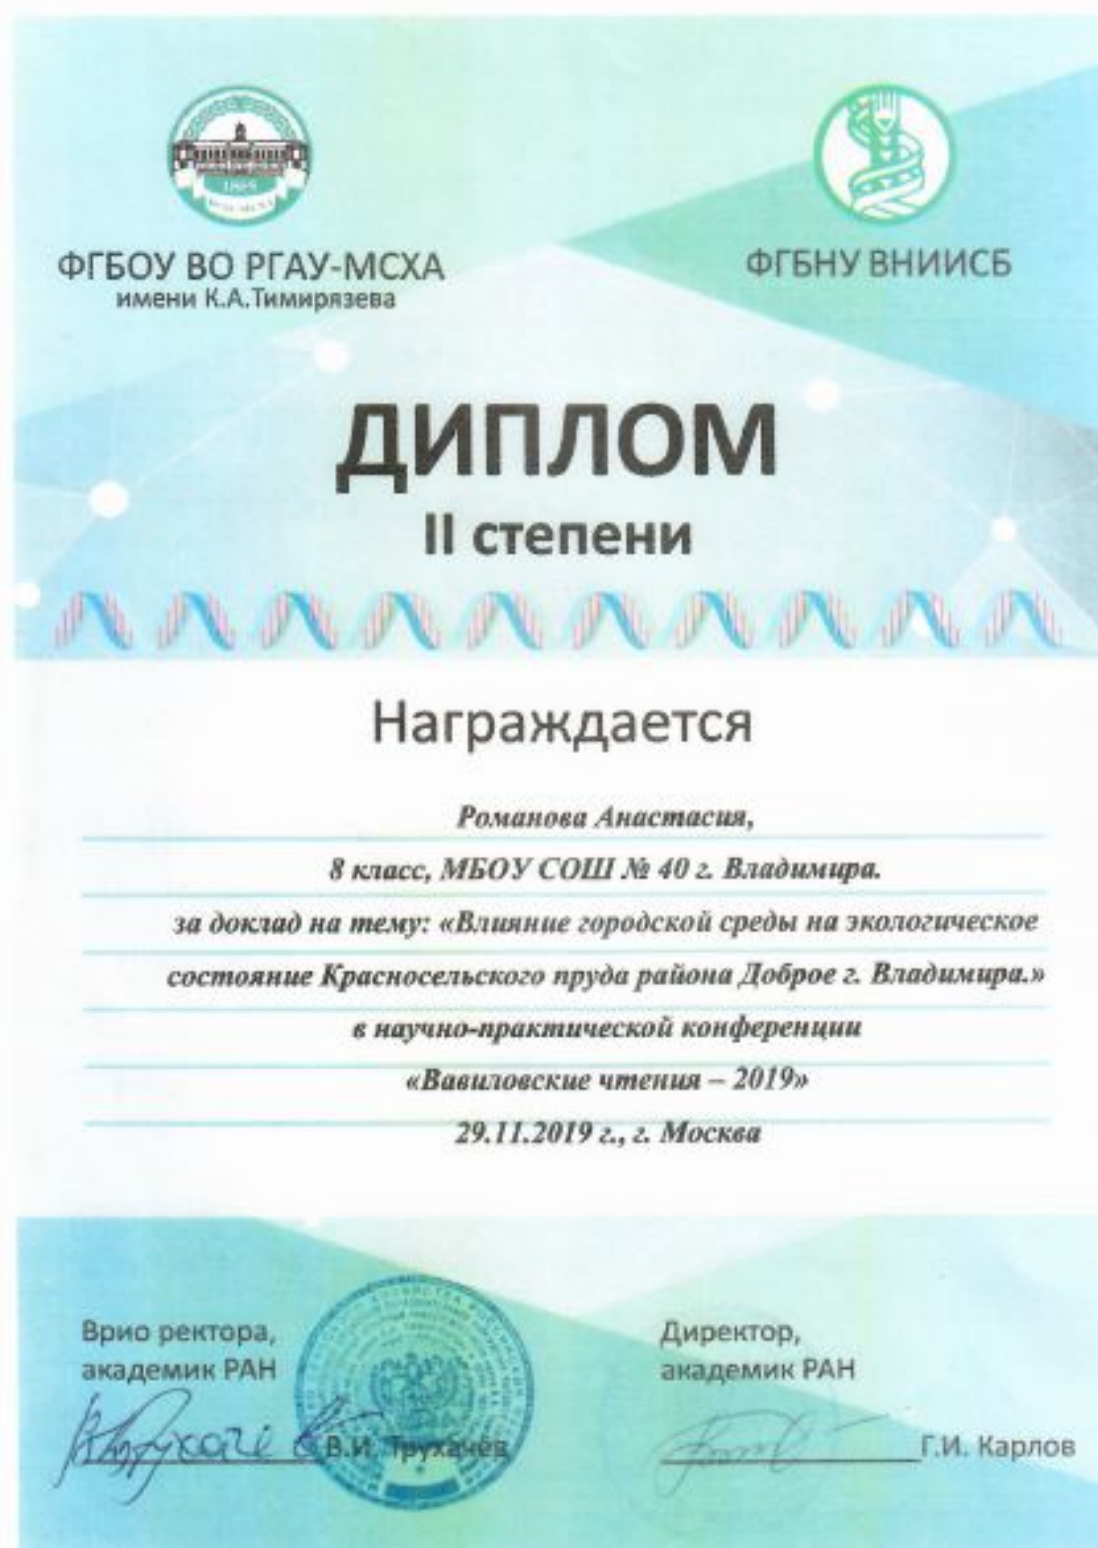 1865
ФГБОУ ВО РГАУ-МСХА
имени К.А.Тимирязева
ФГБНУ ВНИИСБ
ДИПЛОМ
II степени
Награждается
Романова Анастасия,
8 класс, МБОУ СОШ № 40 г. Владимира.
за доклад на тему: «Влияние городской среды на экологическое
состояние Красносельского пруда района Доброе г. Владимира.»
в научно-практической конференции
«Вавиловские чтения – 2019»
29.11.2019 г., г. Москва
Врио ректора,
академик РАН
В.И. Трухачёв
Директор,
академик РАН
Г.И. Карлов